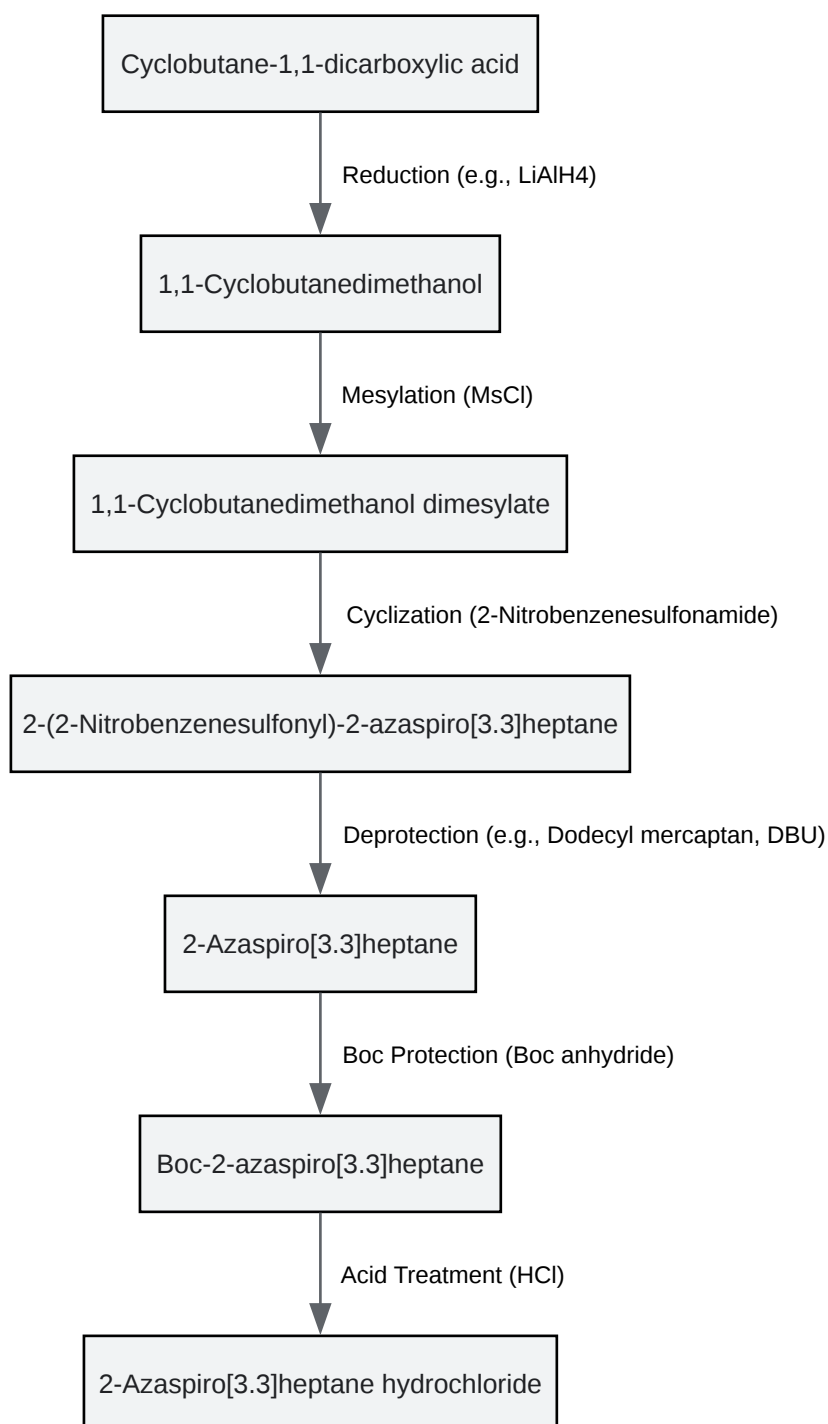 Cyclobutane-1,1-dicarboxylic acid
Reduction (e.g., LiAlH4)
1,1-Cyclobutanedimethanol
Mesylation (MsCl)
1,1-Cyclobutanedimethanol dimesylate
Cyclization (2-Nitrobenzenesulfonamide)
2-(2-Nitrobenzenesulfonyl)-2-azaspiro[3.3]heptane
Deprotection (e.g., Dodecyl mercaptan, DBU)
2-Azaspiro[3.3]heptane
Boc Protection (Boc anhydride)
Boc-2-azaspiro[3.3]heptane
Acid Treatment (HCl)
2-Azaspiro[3.3]heptane hydrochloride